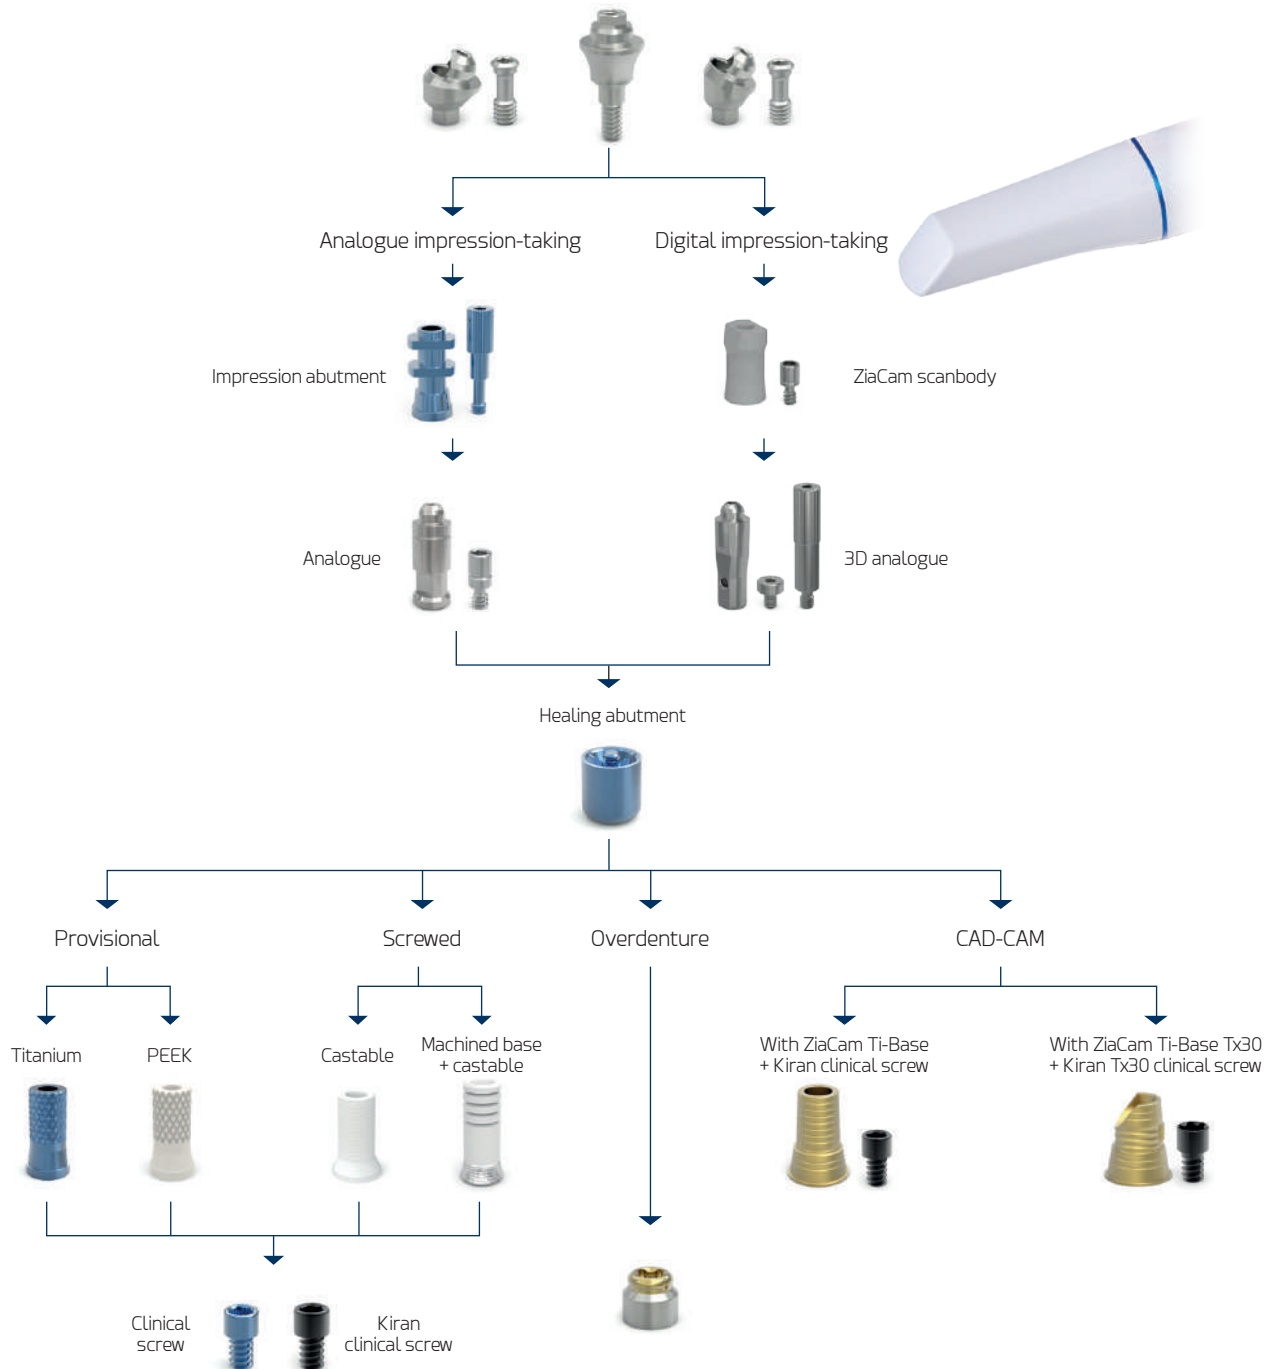 Analogue impression-taking
Digital impression-taking
Impression abutment
ZiaCam scanbody
Analogue
3D analogue
Healing abutment
Provisional
Screwed
Overdenture
CAD-CAM
Titanium
PEEK
Castable
Machined base
+ castable
With ZiaCam Ti-Base
+ Kiran clinical screw
With ZiaCam Ti-Base Tx30
+ Kiran Tx30 clinical screw
Clinical
screw
Kiran
clinical screw